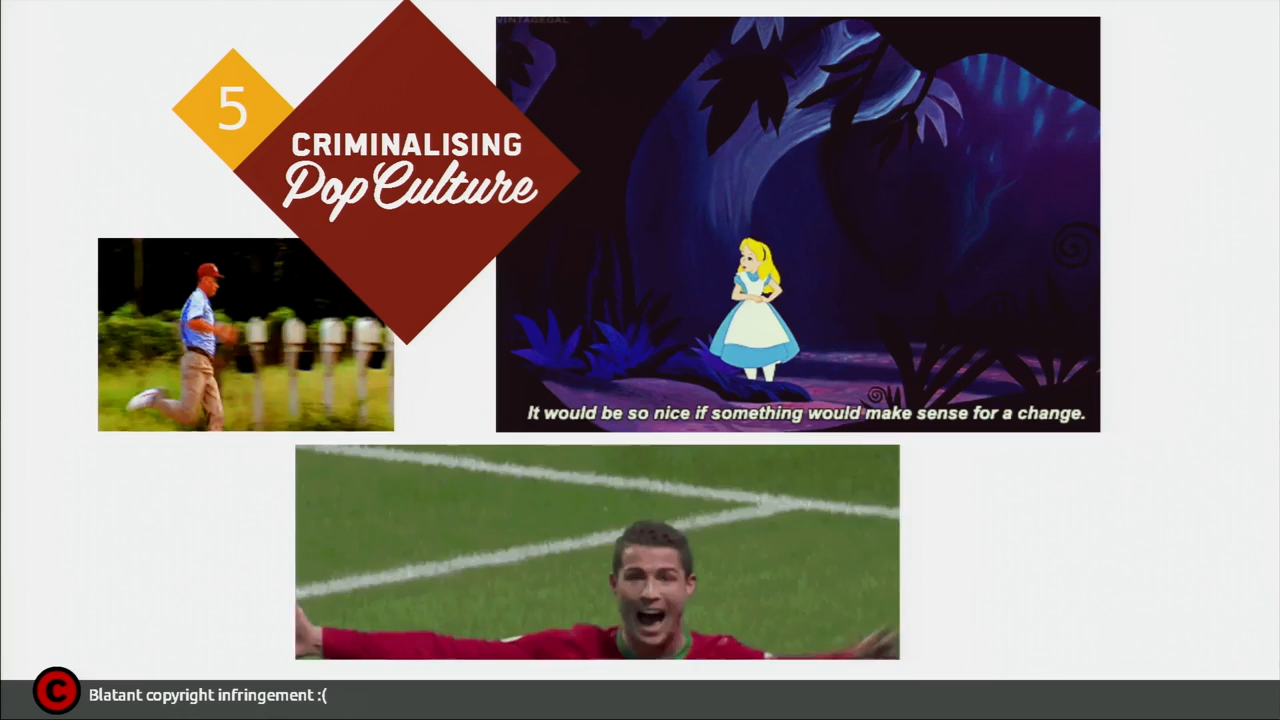 VINTAGEGAL
5
CRIMINALISING
Pop Culture
It would be so nice if something would make sense for a change.
C
Blatant copyright infringement :(